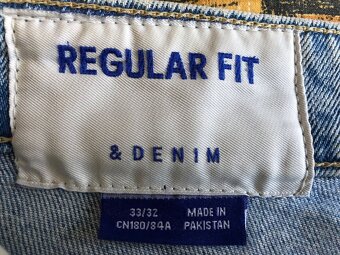 REGULAR FIT
& DENIM
33/32 MADE IN
CN180/84A PAKISTAN